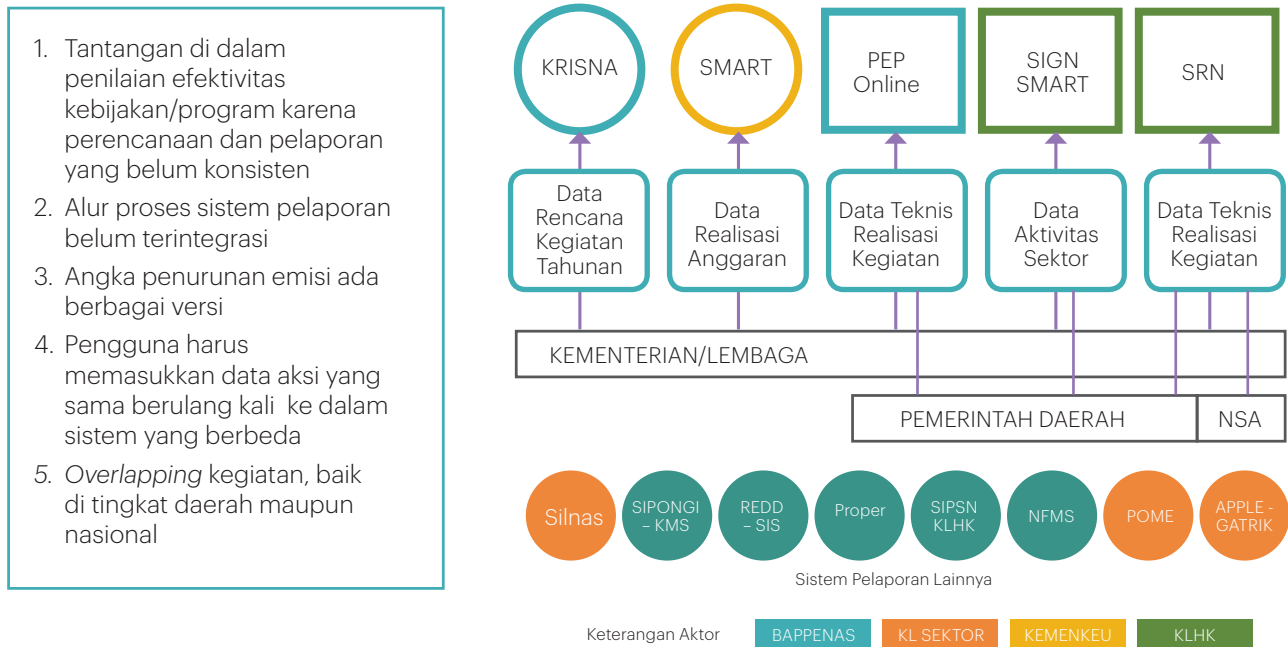 1. Tantangan di dalam
penilaian efektivitas
kebijakan/program karena
perencanaan dan pelaporan
yang belum konsisten
2. Alur proses sistem pelaporan
belum terintegrasi
3. Angka penurunan emisi ada
berbagai versi
4. Pengguna harus
memasukkan data aksi yang
sama berulang kali ke dalam
sistem yang berbeda
5. Overlapping kegiatan, baik
di tingkat daerah maupun
nasional
KRISNA
SMART
PEP
Online
SIGN
SMART
SRN
Data
Rencana
Kegiatan
Tahunan
Data
Realisasi
Anggaran
Data Teknis
Realisasi
Kegiatan
Data
Aktivitas
Sektor
Data Teknis
Realisasi
Kegiatan
KEMENTERIAN/LEMBAGA
PEMERINTAH DAERAH
NSA
Silnas
SIPONGI
– KMS
REDD
– SIS
Proper
SIPSN
KLHK
NFMS
POME
APPLE -
GATRIK
Sistem Pelaporan Lainnya
Keterangan Aktor
BAPPENAS
KL SEKTOR
KEMENKEU
KLHK